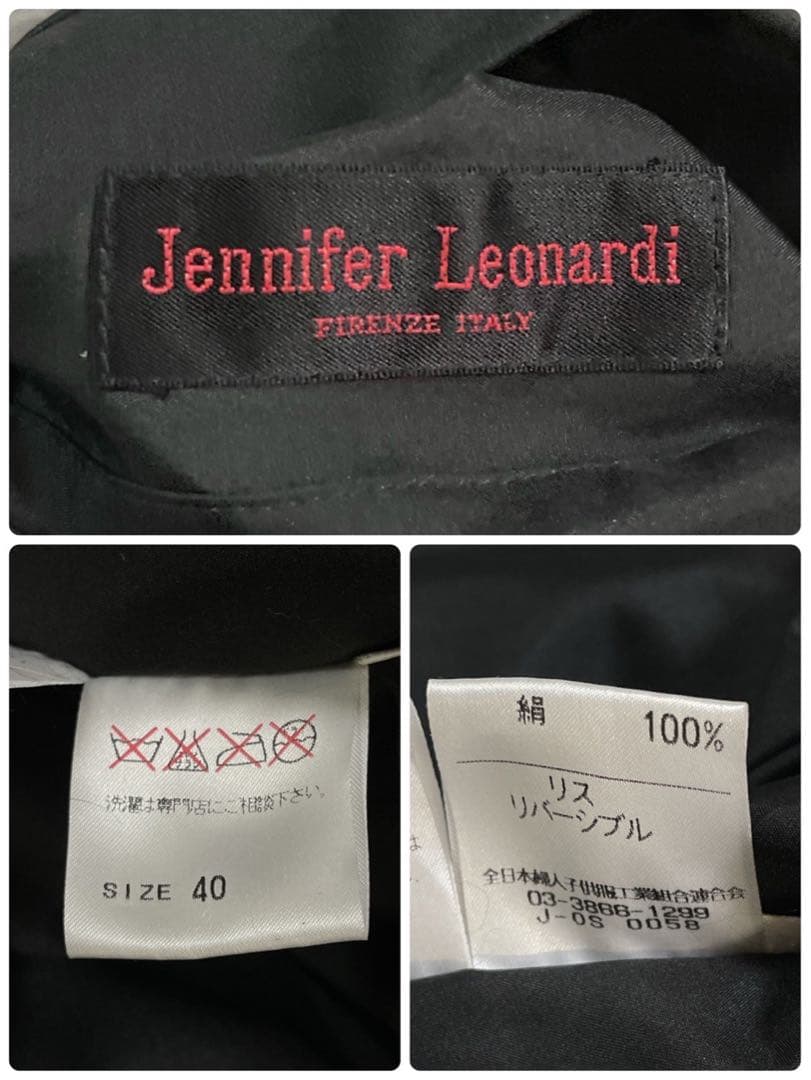 Jennifer Leonardi
FIRENZE ITALY
洗濯は専門店にご相談下さい。
SIZE 40
絹 100%
リス
リバーシブル
全日本婦人子供服工業組合連合会
03-3866-1299
J-OS 0058
は